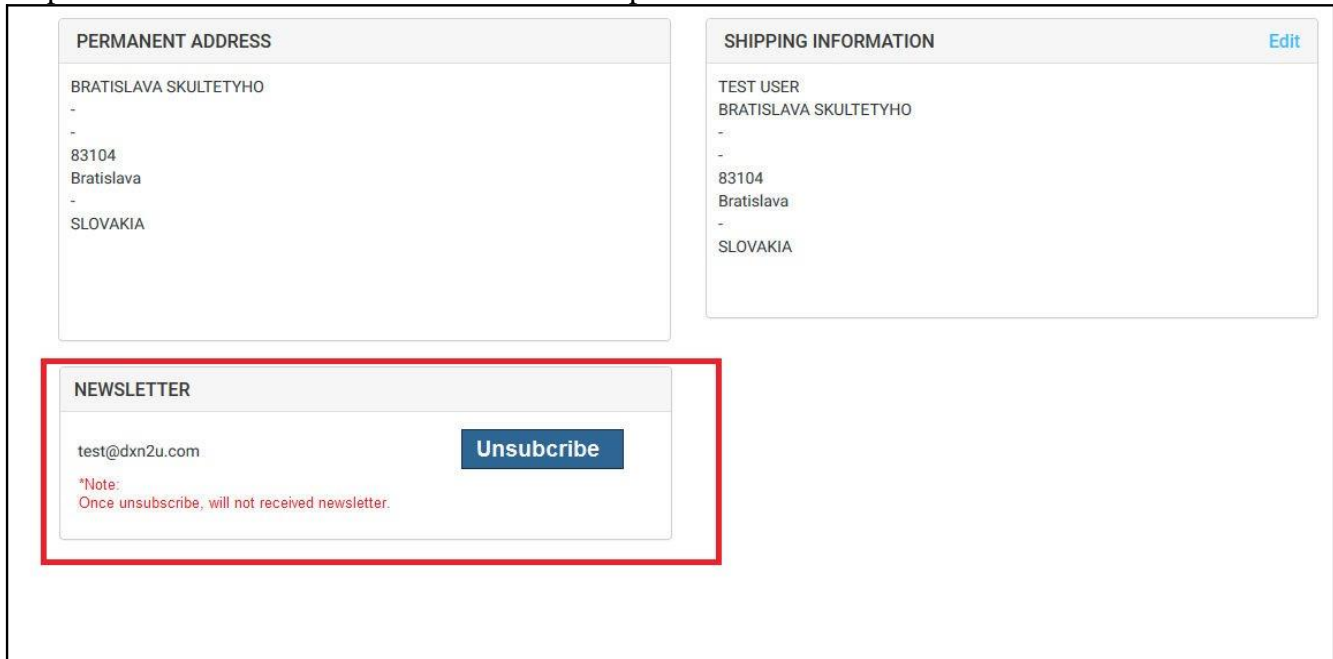 PERMANENT ADDRESS
BRATISLAVA SKULTETYHO
-
-
83104
Bratislava
-
SLOVAKIA
SHIPPING INFORMATION
Edit
TEST USER
BRATISLAVA SKULTETYHO
-
-
83104
Bratislava
-
SLOVAKIA
NEWSLETTER
test@dxn2u.com
Unsubcribe
*Note:
Once unsubscribe, will not received newsletter.